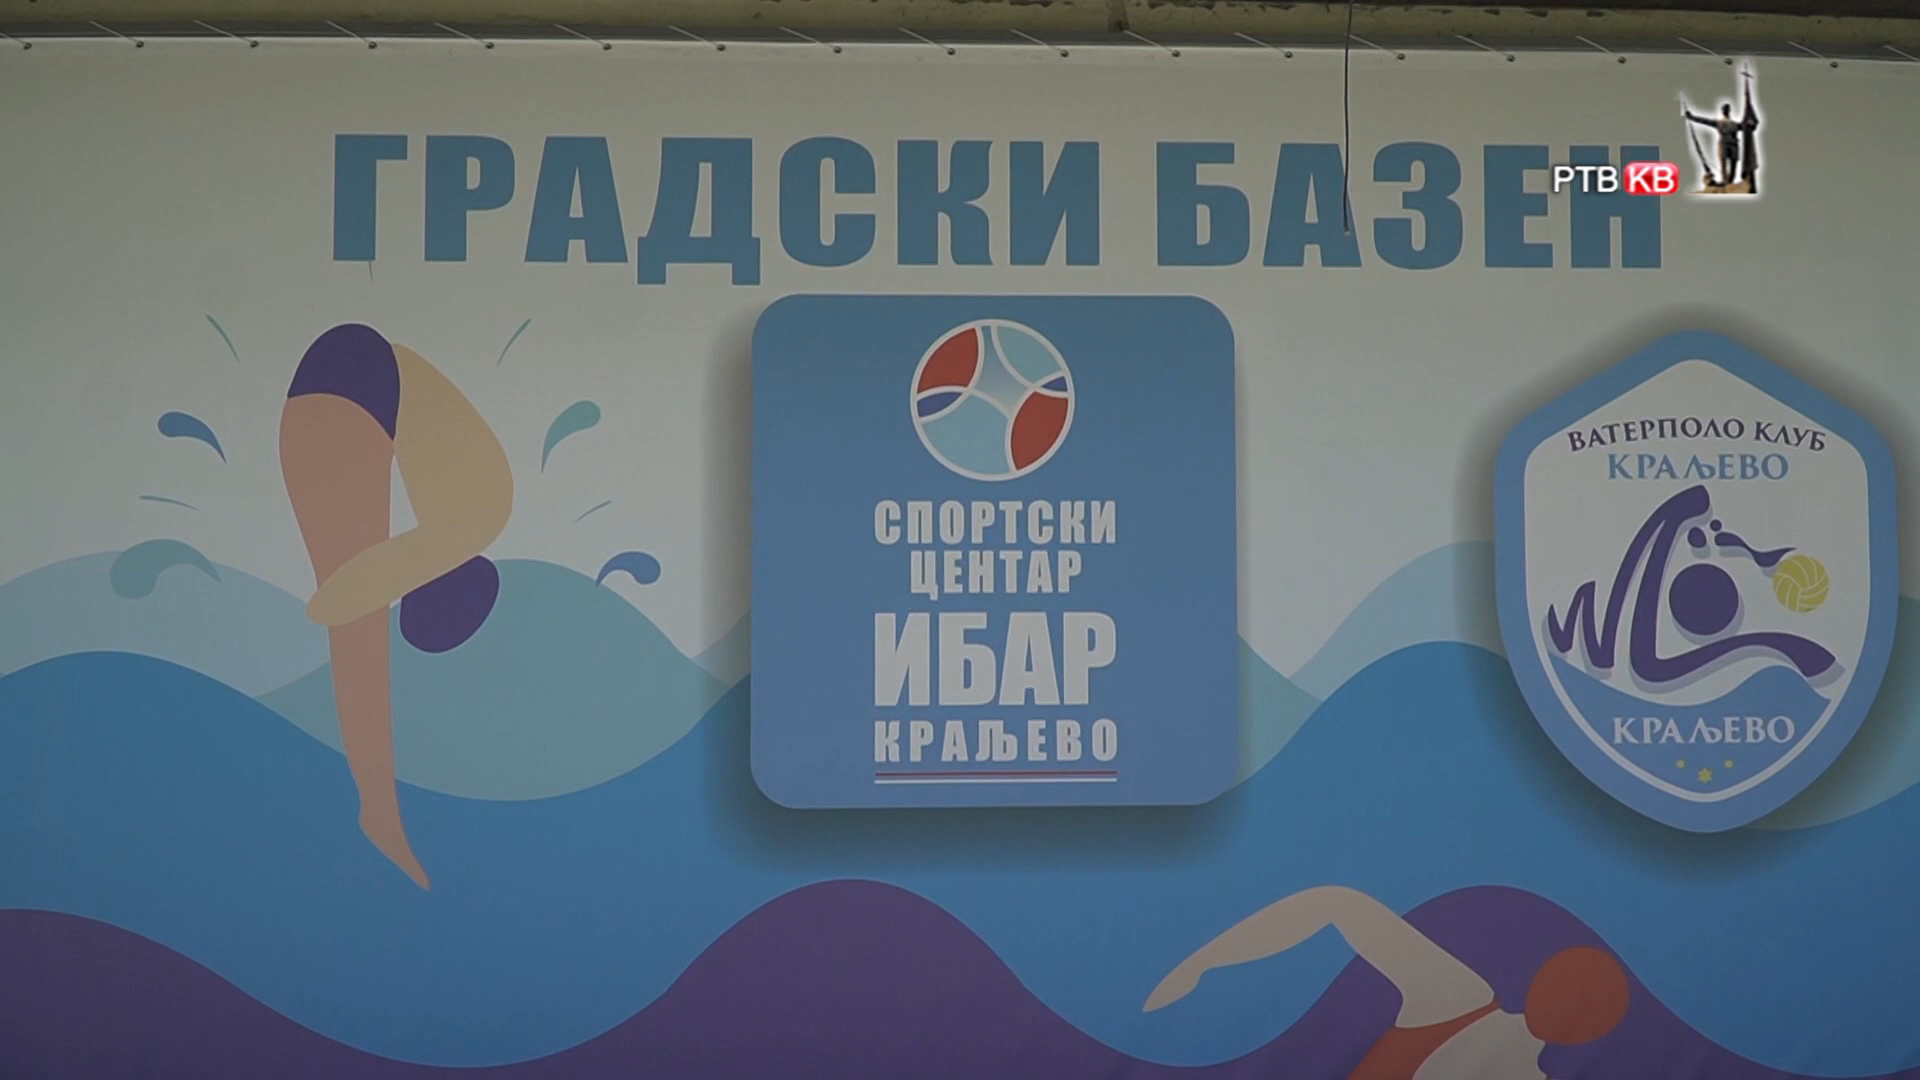 ГРАДСКИ БАЗЕН
РТВ КВ
СПОРТСКИ
ЦЕНТАР
ИБАР
КРАЉЕВО
ВАТЕРПОЛО КЛУБ
КРАЉЕВО
КРАЉЕВО